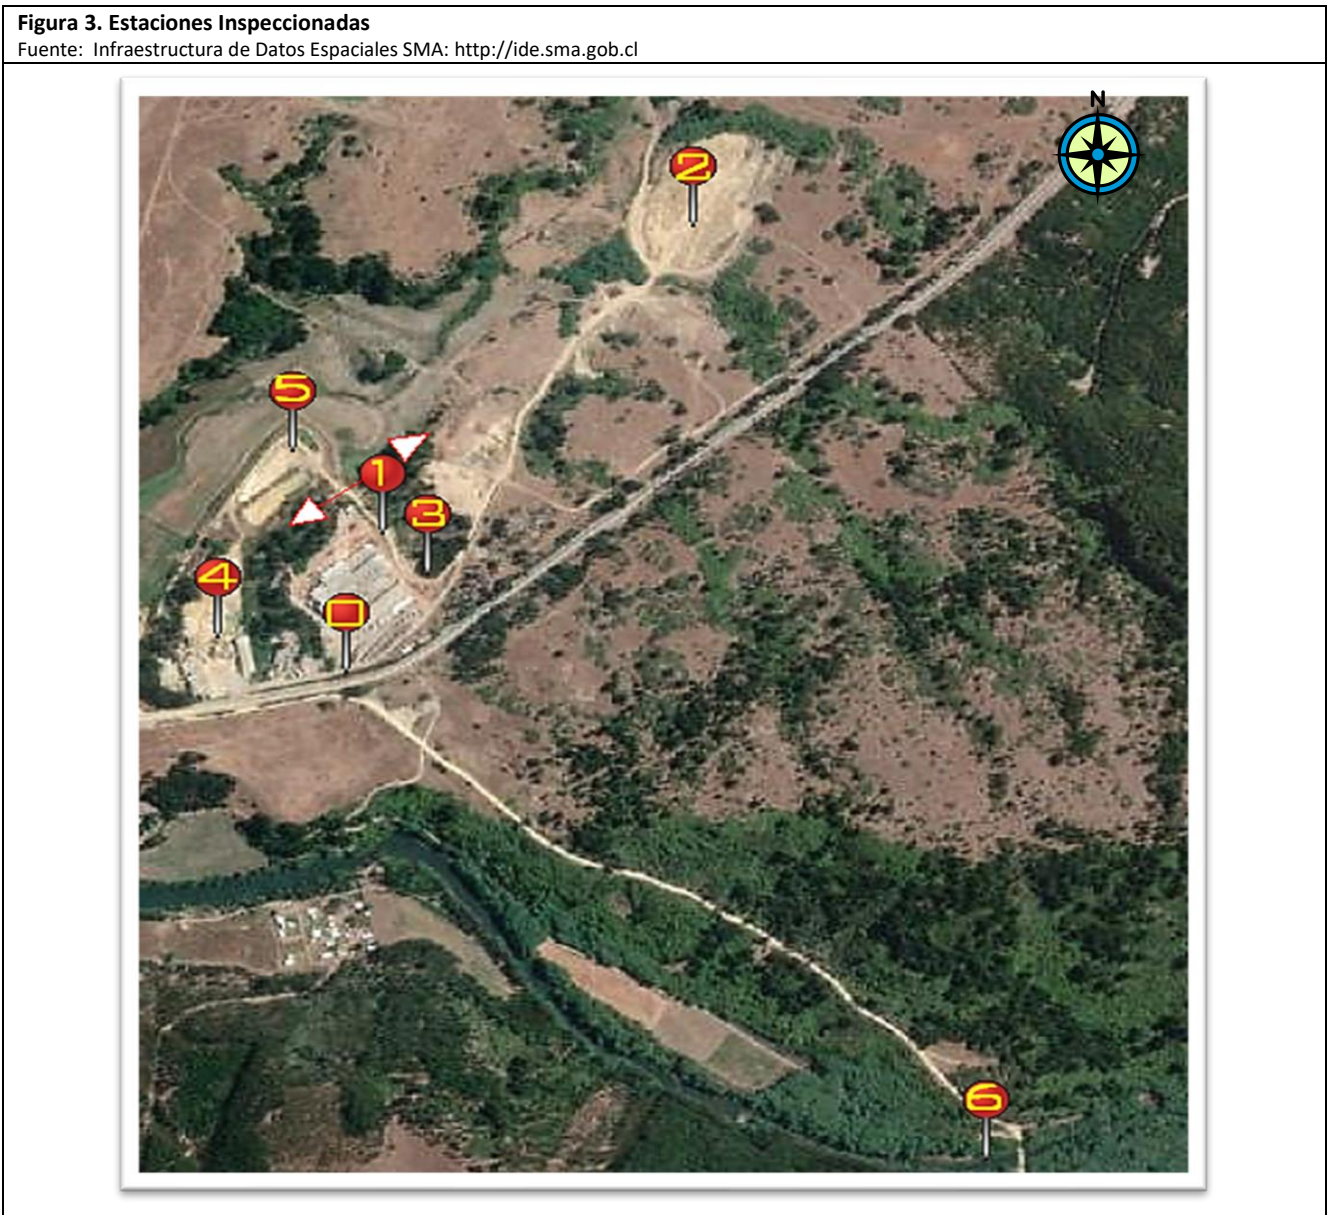 Figura 3. Estaciones Inspeccionadas
Fuente: Infraestructura de Datos Espaciales SMA: http://ide.sma.gob.cl
N
2
5
1
3
4
0
6